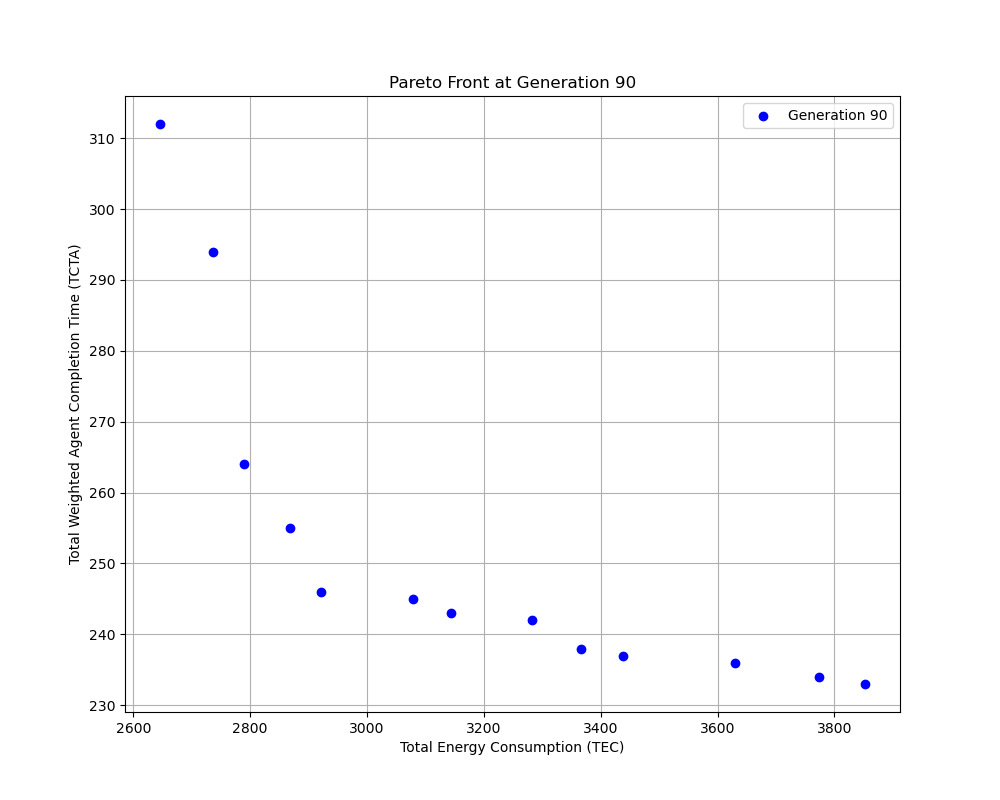 Pareto Front at Generation 90
Generation 90
310
300
290
280
270
260
250
240
230
Total Weighted Agent Completion Time (TCTA)
2600 2800 3000 3200 3400 3600 3800
Total Energy Consumption (TEC)